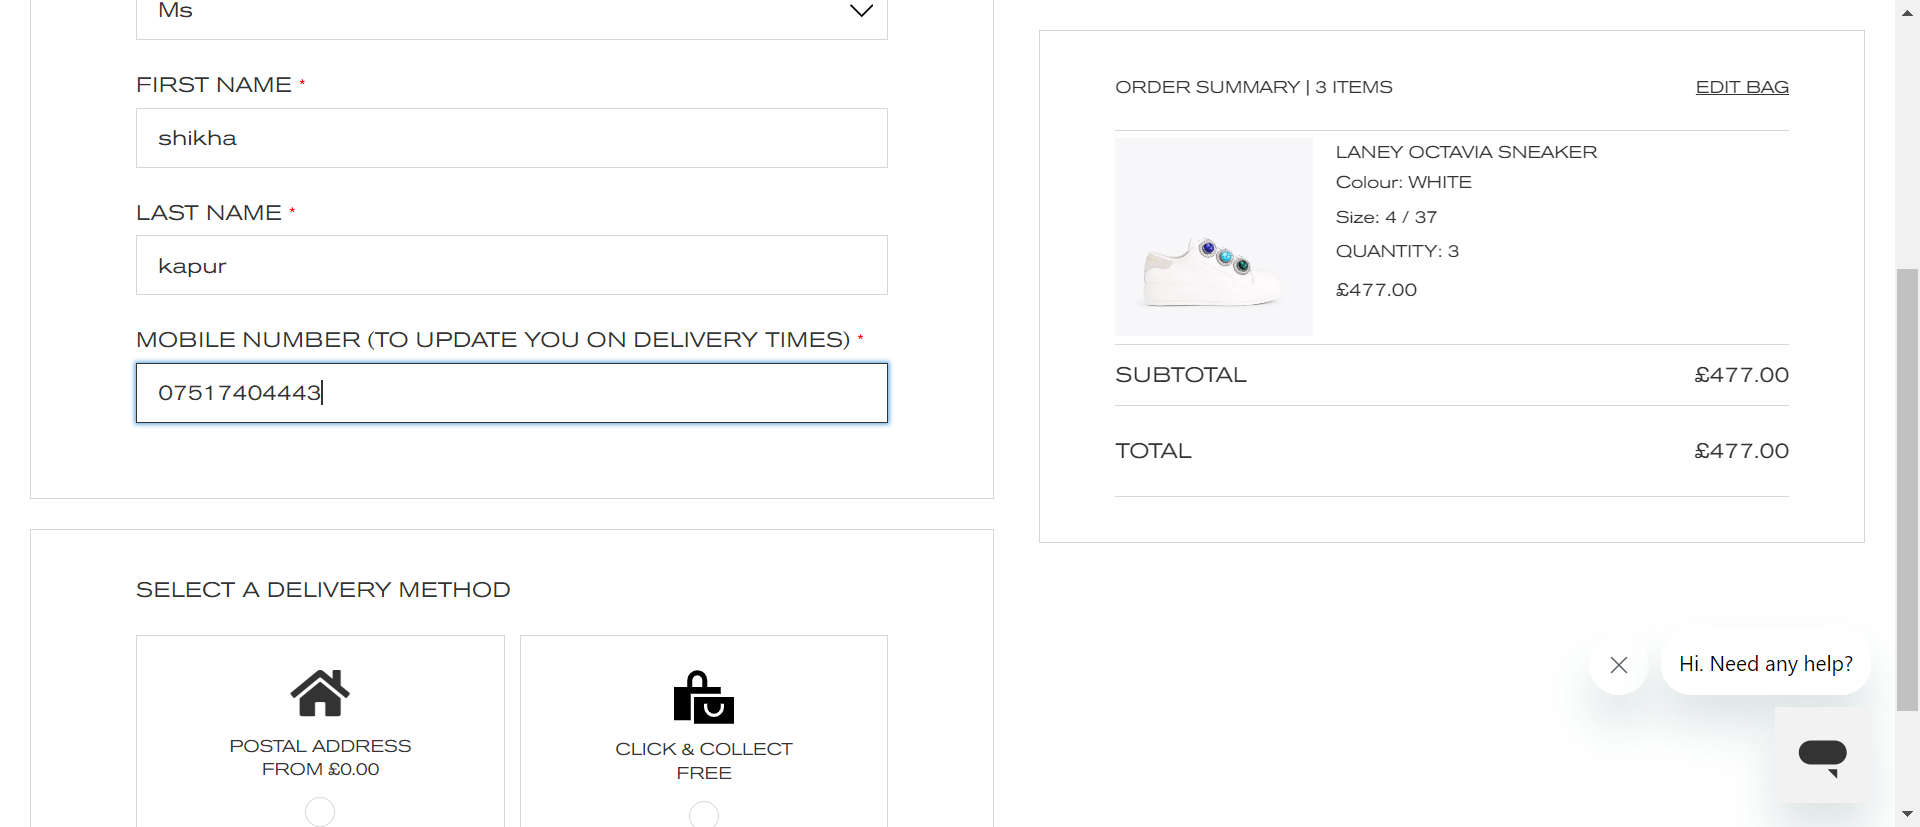 Ms
FIRST NAME *
shikha
LAST NAME *
kapur
MOBILE NUMBER (TO UPDATE YOU ON DELIVERY TIMES) *
07517404443
SELECT A DELIVERY METHOD
POSTAL ADDRESS
FROM £0.00
CLICK & COLLECT
FREE
ORDER SUMMARY | 3 ITEMS
EDIT BAG
LANEY OCTAVIA SNEAKER
Colour: WHITE
Size: 4 / 37
QUANTITY: 3
£477.00
SUBTOTAL
£477.00
TOTAL
£477.00
Hi. Need any help?